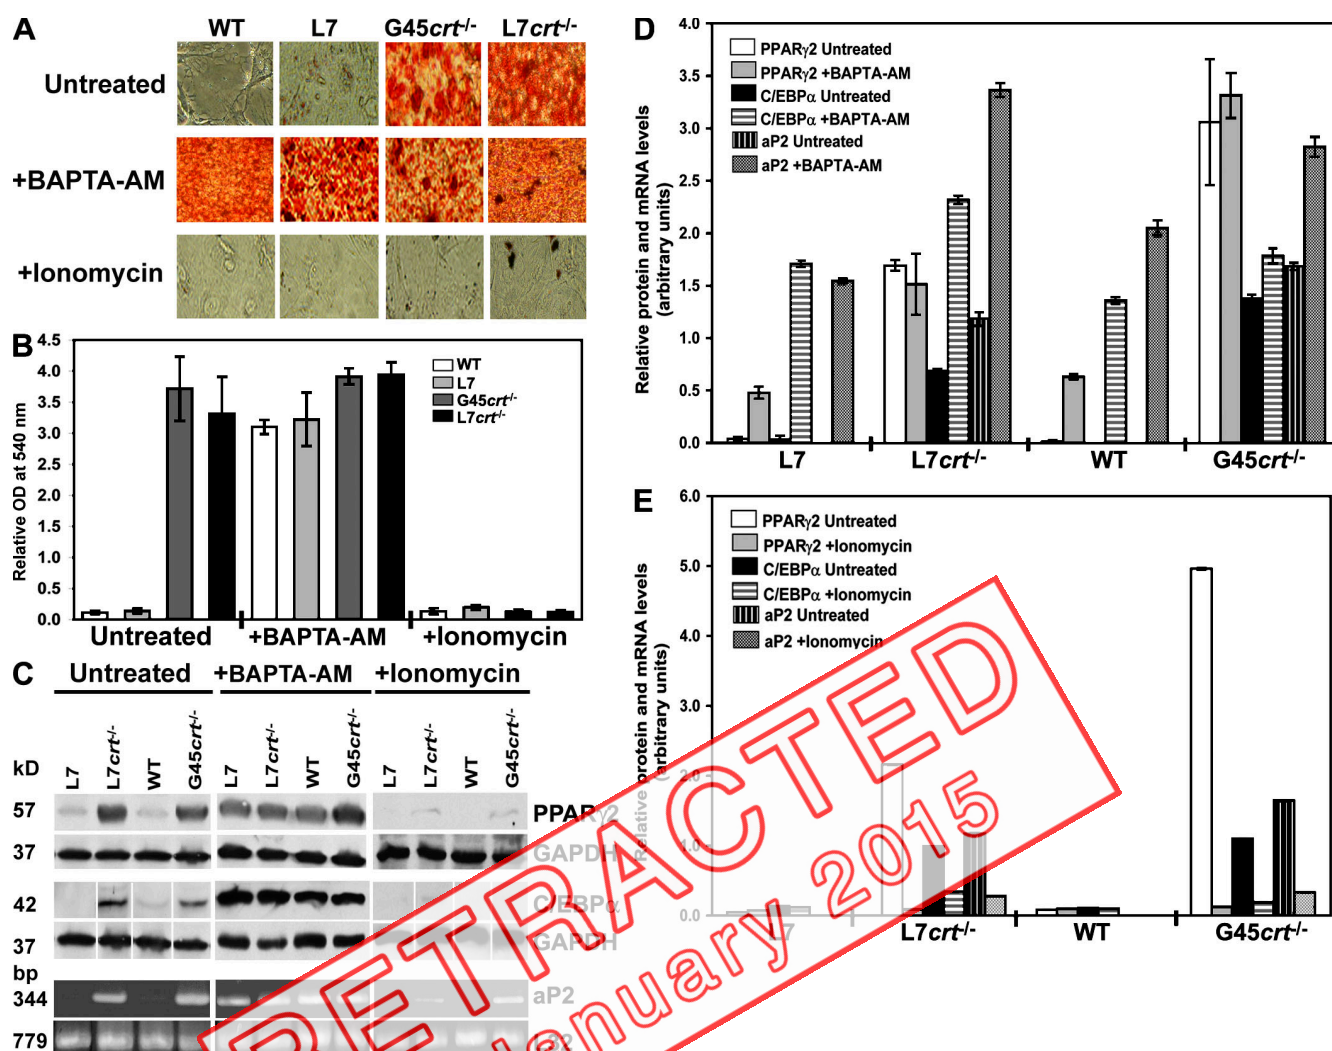 A
WT L7 G45crt-/- L7crt-/-
Untreated
+BAPTA-AM
+Ionomycin
B
4.5
4.0
3.5
3.0
2.5
2.0
1.5
1.0
0.5
0.0
Relative OD at 540 nm
WT
L7
G45crt-/-
L7crt-/-
Untreated +BAPTA-AM +Ionomycin
C
Untreated +BAPTA-AM +Ionomycin
kD
L7 L7crt-/- WT G45crt-/- L7 L7crt-/- WT G45crt-/- L7 L7crt-/- WT G45crt-/-
57 PPARγ2
37 GAPDH
42 C/EBPα
37 GAPDH
bp
344 aP2
779 L32
D
4.0
3.5
3.0
2.5
2.0
1.5
1.0
0.5
0.0
Relative protein and mRNA levels
(arbitrary units)
PPARγ2 Untreated
PPARγ2 +BAPTA-AM
C/EBPα Untreated
C/EBPα +BAPTA-AM
aP2 Untreated
aP2 +BAPTA-AM
L7 L7crt-/- WT G45crt-/-
E
6.0
5.0
4.0
3.0
2.0
1.0
0.0
Relative protein and mRNA levels
(arbitrary units)
PPARγ2 Untreated
PPARγ2 +Ionomycin
C/EBPα Untreated
C/EBPα +Ionomycin
aP2 Untreated
aP2 +Ionomycin
L7 L7crt-/- WT G45crt-/-
RETRACTED
January 2015